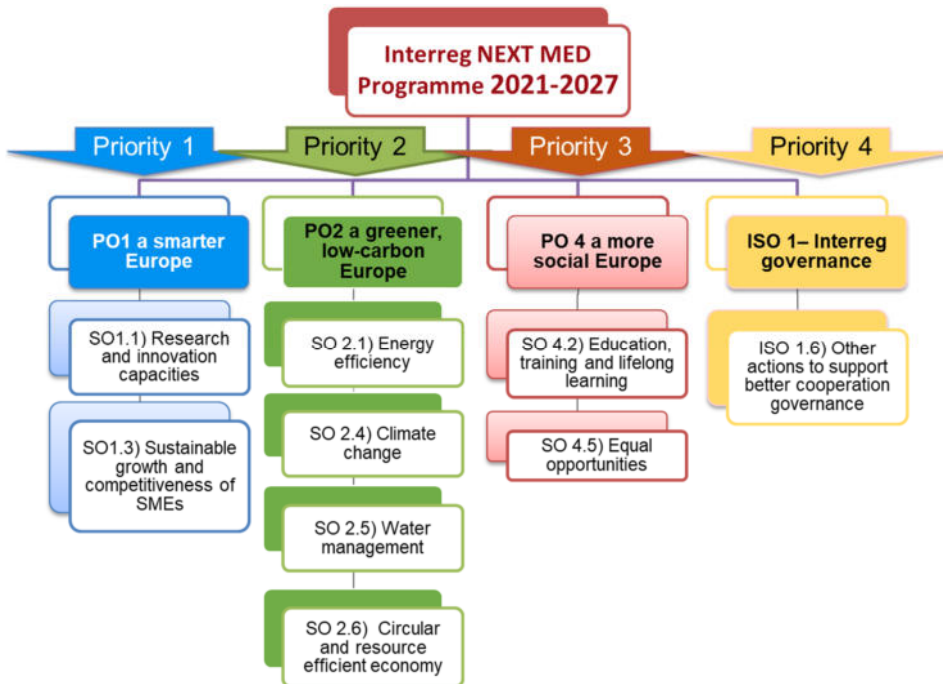 Interreg NEXT MED
Programme 2021-2027
Priority 1
Priority 2
Priority 3
Priority 4
PO1 a smarter
Europe
SO1.1) Research
and innovation
capacities
SO1.3) Sustainable
growth and
competitiveness of
SMEs
PO2 a greener,
low-carbon
Europe
SO 2.1) Energy
efficiency
SO 2.4) Climate
change
SO 2.5) Water
management
SO 2.6) Circular
and resource
efficient economy
PO 4 a more
social Europe
SO 4.2) Education,
training and lifelong
learning
SO 4.5) Equal
opportunities
ISO 1– Interreg
governance
ISO 1.6) Other
actions to support
better cooperation
governance